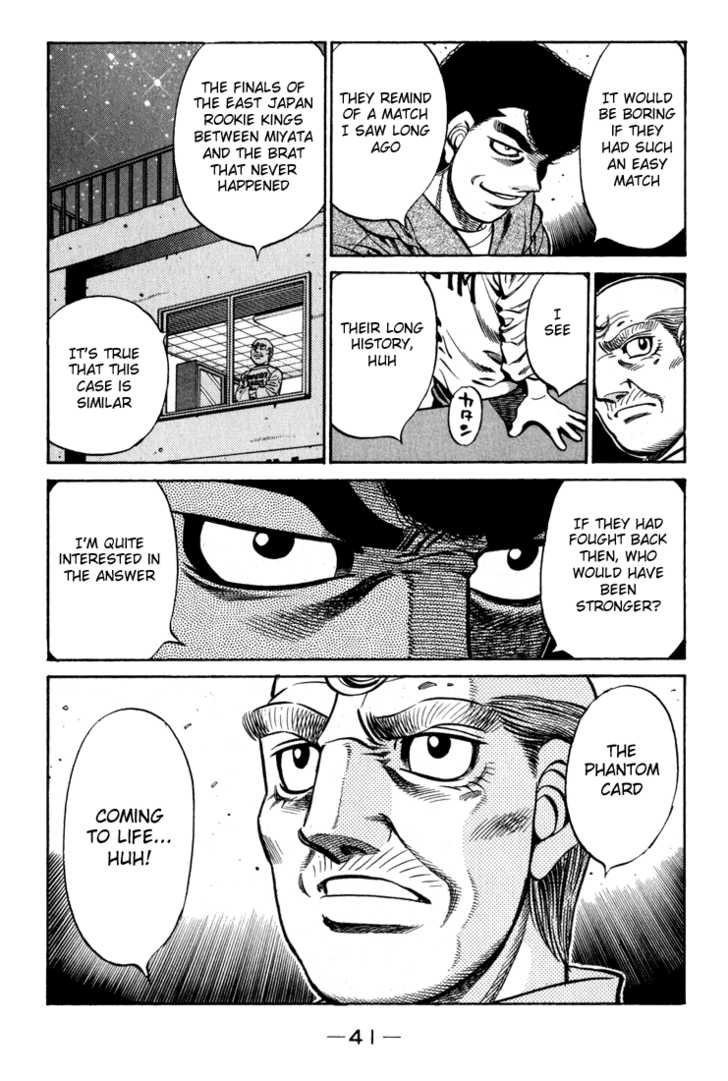 IT WOULD
BE BORING
IF THEY
HAD SUCH
AN EASY
MATCH
THEY REMIND
OF A MATCH
I SAW LONG
AGO
THE FINALS OF
THE EAST JAPAN
ROOKIE KINGS
BETWEEN MIYATA
AND THE BRAT
THAT NEVER
HAPPENED
IT'S TRUE
THAT THIS
CASE IS
SIMILAR
I
SEE
THEIR LONG
HISTORY,
HUH
IF THEY HAD
FOUGHT BACK
THEN, WHO
WOULD HAVE
BEEN
STRONGER?
I'M QUITE
INTERESTED IN
THE ANSWER
THE
PHANTOM
CARD
COMING
TO LIFE...
HUH!
—41—